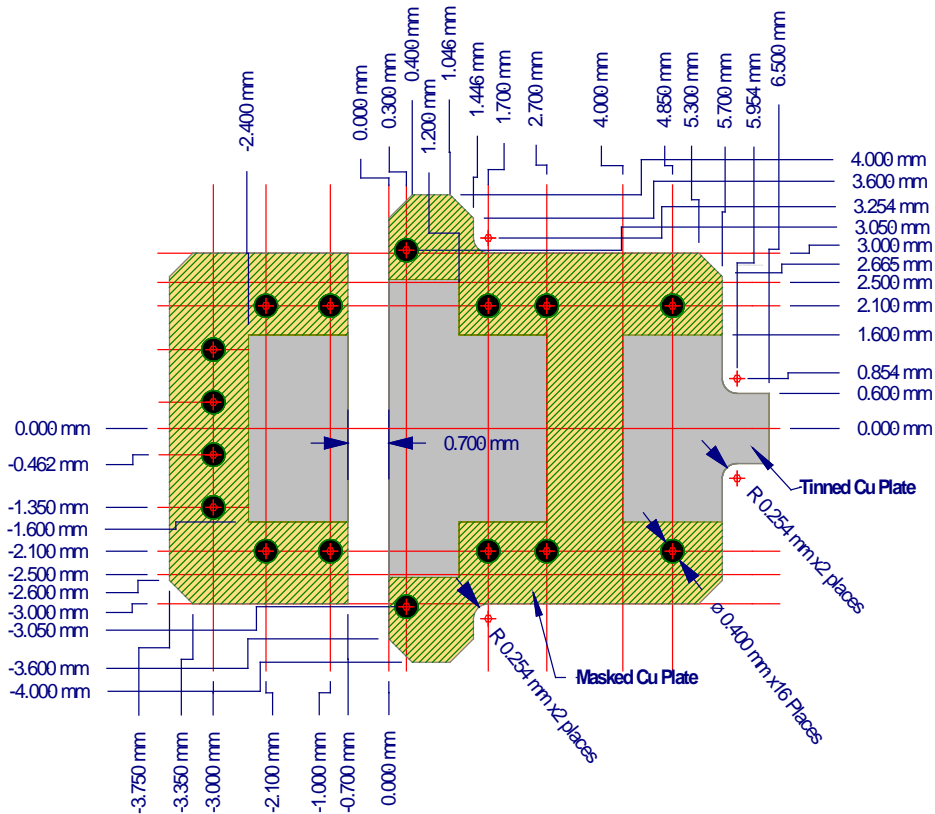 -2.400 mm
0.000 mm
0.300 mm
0.400 mm
1.200 mm
1.046 mm
1.446 mm
1.700 mm
2.700 mm
4.000 mm
4.850 mm
5.300 mm
5.700 mm
5.954 mm
6.500 mm
4.000 mm
3.600 mm
3.254 mm
3.050 mm
3.000 mm
2.665 mm
2.500 mm
2.100 mm
1.600 mm
0.854 mm
0.600 mm
0.000 mm
0.000 mm
-0.462 mm
-1.350 mm
-1.600 mm
-2.100 mm
-2.500 mm
-2.600 mm
-3.000 mm
-3.050 mm
-3.600 mm
-4.000 mm
0.700 mm
Tinned Cu Plate
R 0.254 mm x2 places
ø 0.400 mm x16 Places
Masked Cu Plate
R 0.254 mm x2 places
-3.750 mm
-3.350 mm
-3.000 mm
-2.100 mm
-1.000 mm
-0.700 mm
0.000 mm